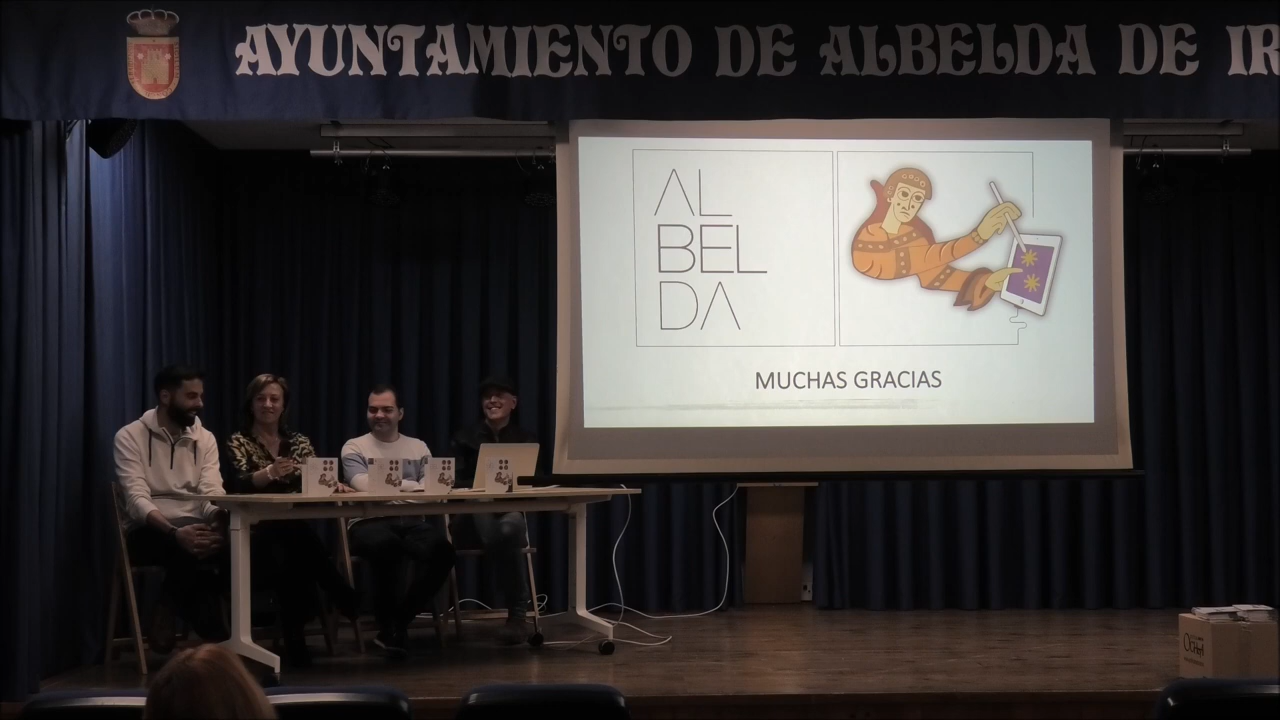 AYUNTAMIENTO DE ALBELDA DE IR
AL
BEL
DA
MUCHAS GRACIAS